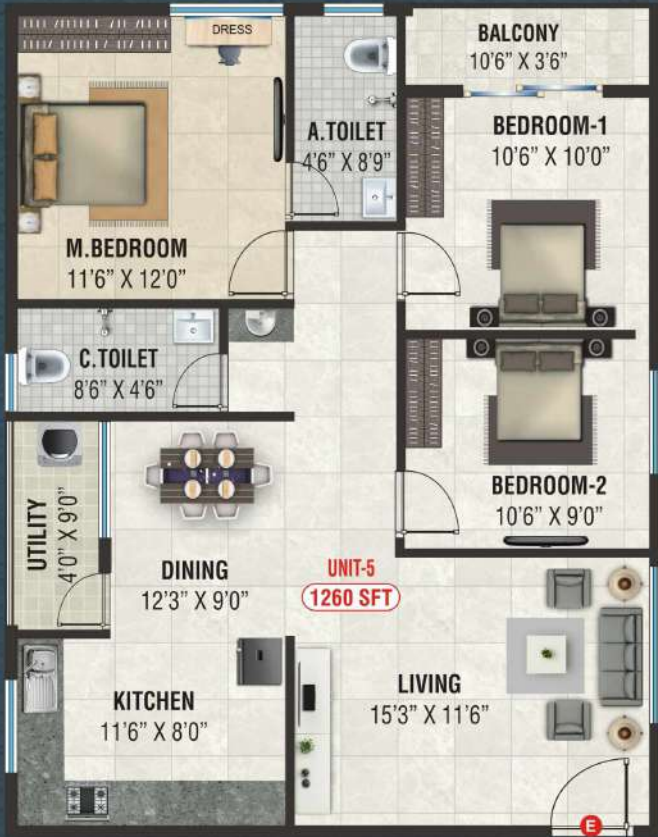 DRESS
BALCONY
10'6" X 3'6"
A.TOILET
4'6" X 8'9"
BEDROOM-1
10'6" X 10'0"
M.BEDROOM
11'6" X 12'0"
C.TOILET
8'6" X 4'6"
BEDROOM-2
10'6" X 9'0"
UTILITY
4'0" X 9'0"
DINING
12'3" X 9'0"
UNIT-5
1260 SFT
KITCHEN
11'6" X 8'0"
LIVING
15'3" X 11'6"
E